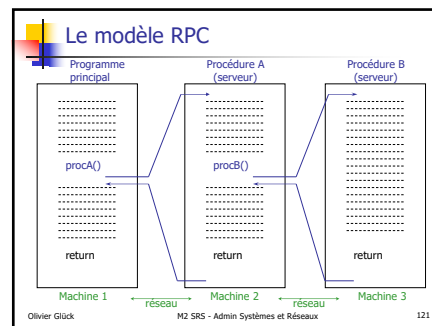 Le modèle RPC
Programme principal
Procédure A (serveur)
Procédure B (serveur)
procA()
procB()
return
return
return
Machine 1
réseau
Machine 2
réseau
Machine 3
Olivier Glück
M2 SRS - Admin Systèmes et Réseaux
121